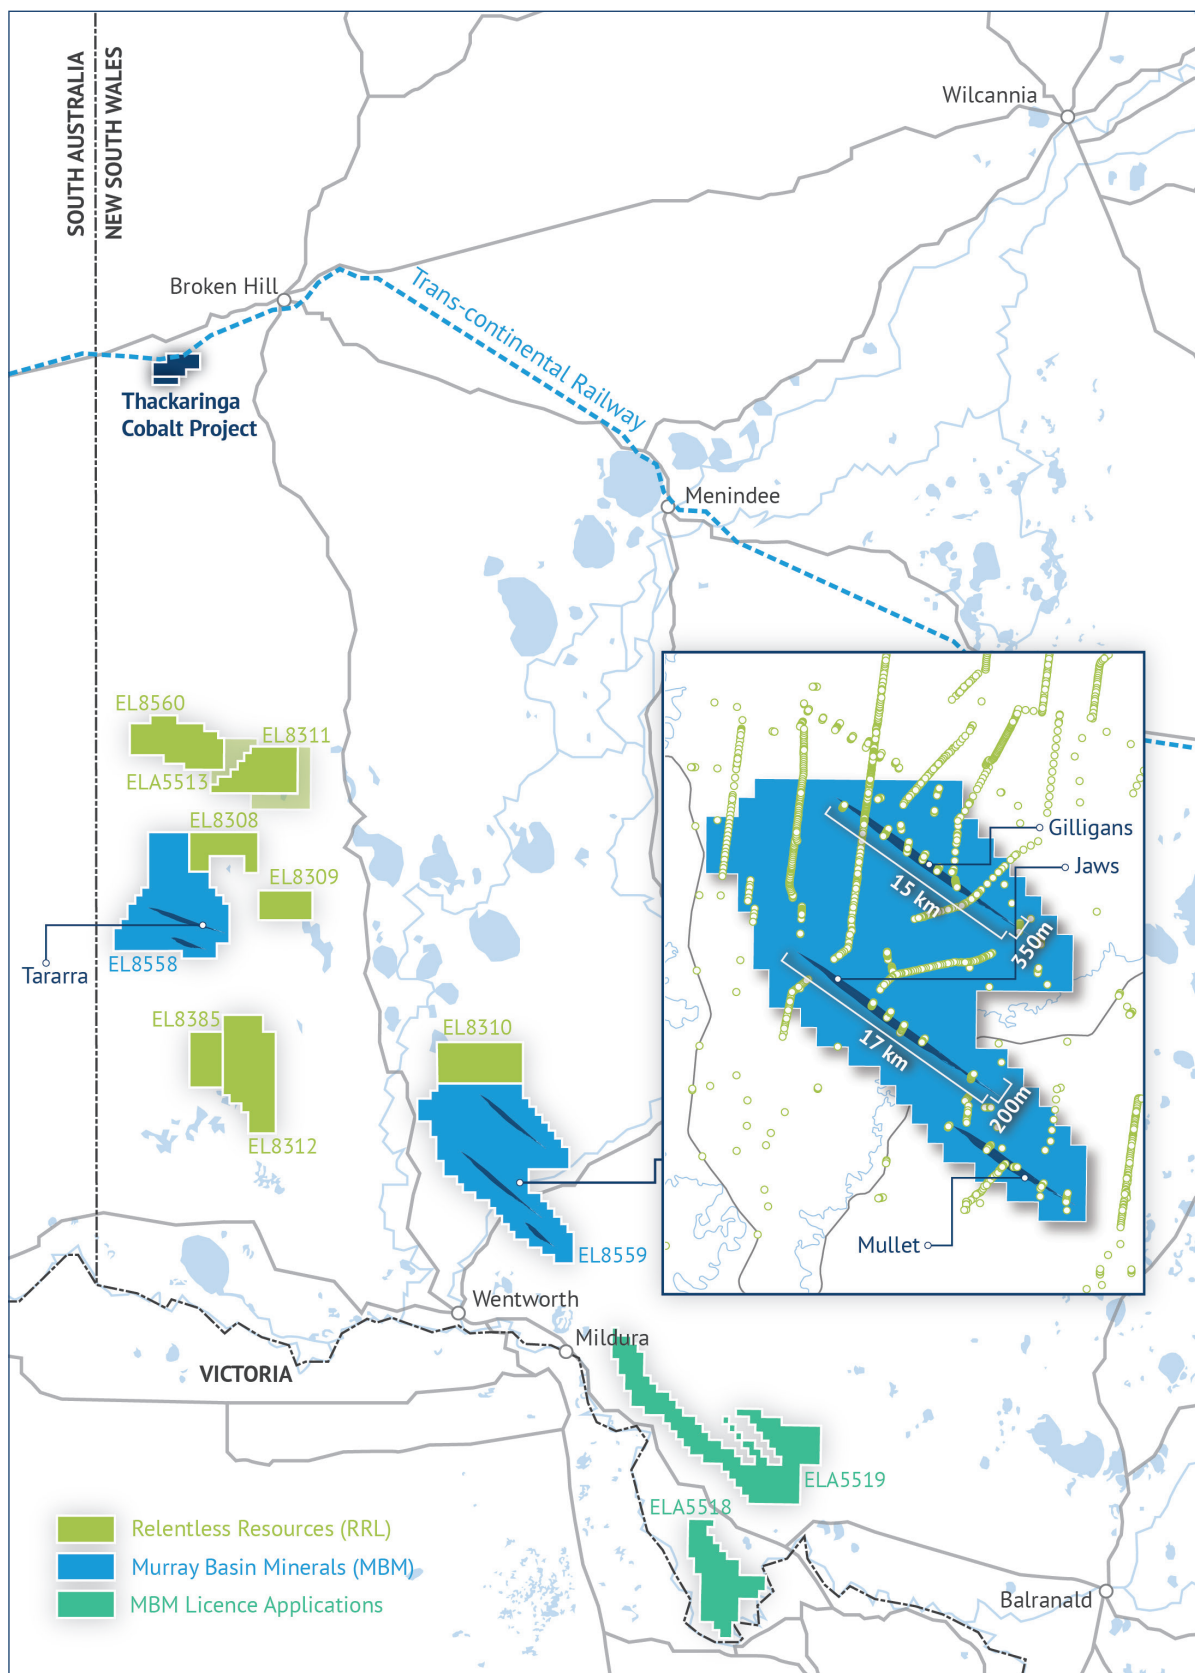 SOUTH AUSTRALIA
NEW SOUTH WALES
Wilcannia
Broken Hill
Trans-continental Railway
Thackaringa
Cobalt Project
Menindee
EL8560
EL8311
ELA5513
EL8308
EL8309
Tararra
EL8558
EL8385
EL8312
EL8310
EL8559
Gilligans
Jaws
15 km
350m
17 km
200m
Mullet
Wentworth
Mildura
VICTORIA
ELA5519
ELA5518
Balranald
Relentless Resources (RRL)
Murray Basin Minerals (MBM)
MBM Licence Applications